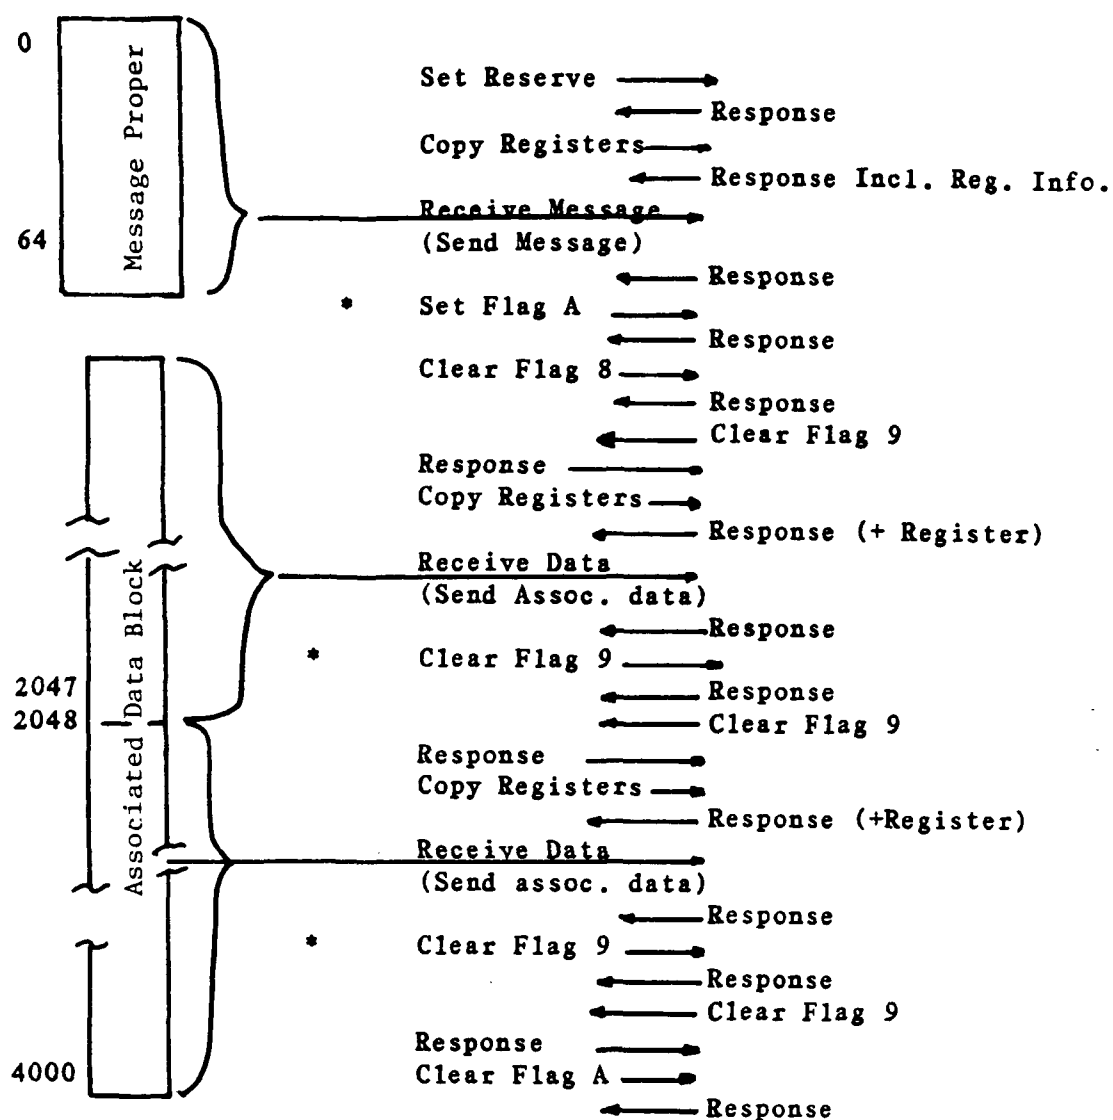 0
Message Proper
64
Set Reserve
Response
Copy Registers
Response Incl. Reg. Info.
Receive Message
(Send Message)
Response
* Set Flag A
Response
Clear Flag 8
Response
Clear Flag 9
Response
Copy Registers
Response (+ Register)
Receive Data
(Send Assoc. data)
Response
* Clear Flag 9
Response
Clear Flag 9
Response
Copy Registers
Response (+Register)
Receive Data
(Send assoc. data)
Response
* Clear Flag 9
Response
Clear Flag 9
Response
Clear Flag A
Response
Associated Data Block
2047
2048
4000